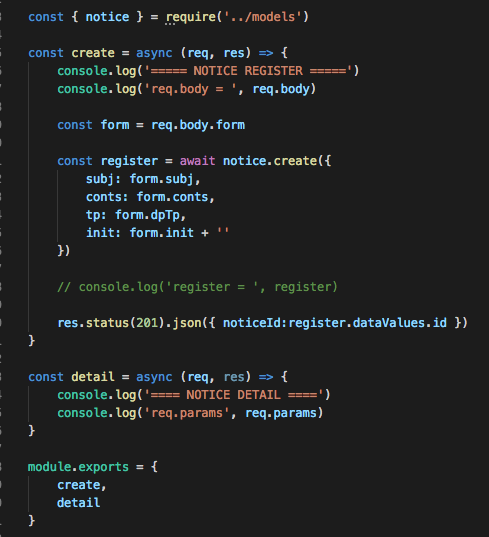 const { notice } = require('../models')
const create = async (req, res) => {
console.log('===== NOTICE REGISTER =====')
console.log('req.body = ', req.body)
const form = req.body.form
const register = await notice.create({
subj: form.subj,
conts: form.conts,
tp: form.dpTp,
init: form.init + ''
})
// console.log('register = ', register)
res.status(201).json({ noticeId:register.dataValues.id })
}
const detail = async (req, res) => {
console.log('==== NOTICE DETAIL ====')
console.log('req.params', req.params)
}
module.exports = {
create,
detail
}